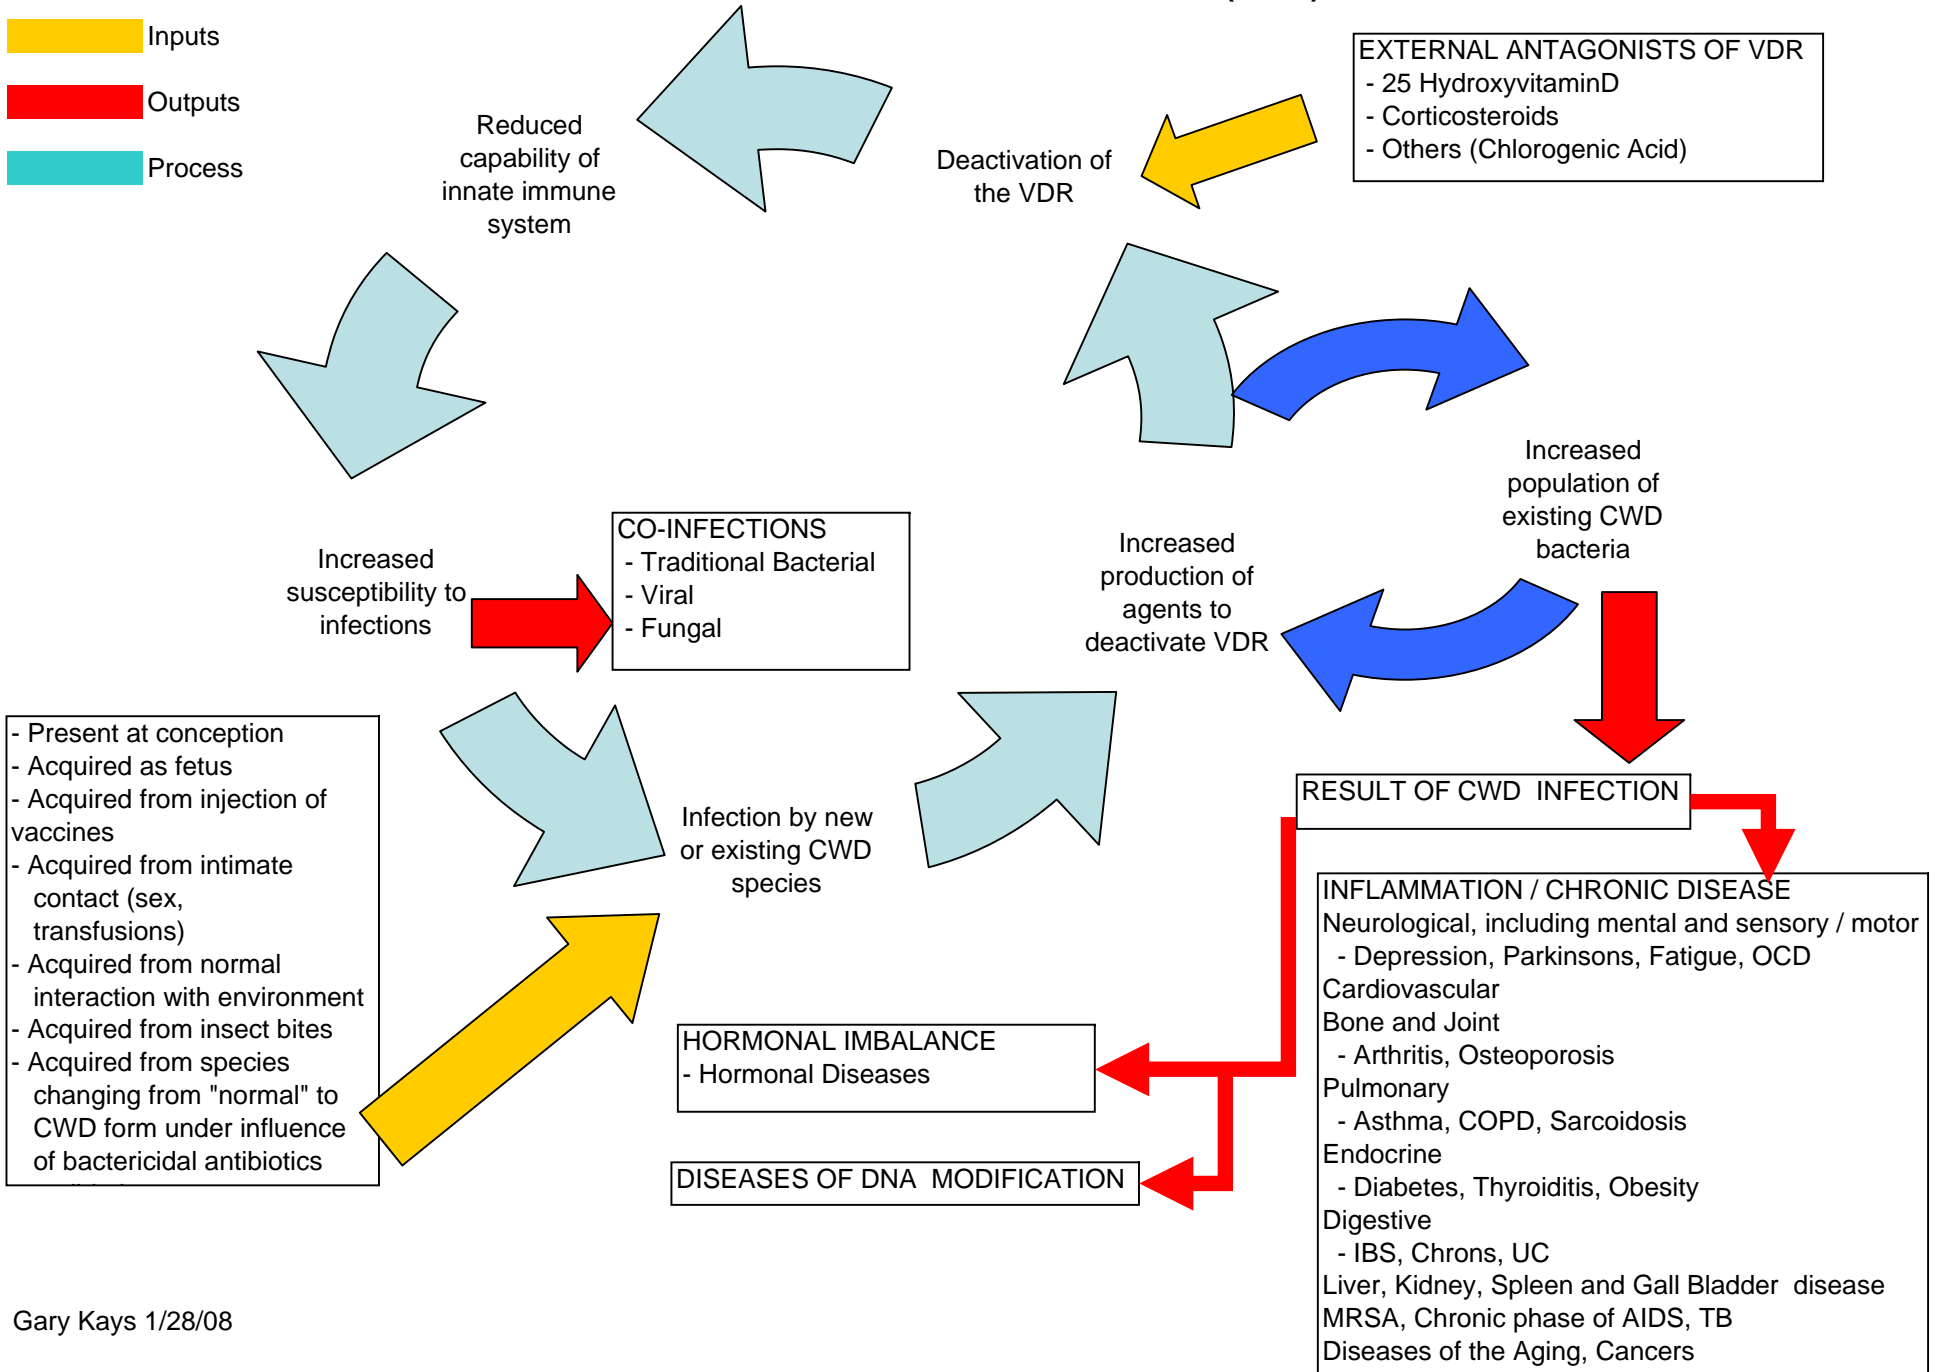 Inputs
Outputs
Process
EXTERNAL ANTAGONISTS OF VDR
- 25 HydroxyvitaminD
- Corticosteroids
- Others (Chlorogenic Acid)
Reduced
capability of
innate immune
system
Deactivation of
the VDR
Increased
population of
existing CWD
bacteria
Increased
susceptibility to
infections
CO-INFECTIONS
- Traditional Bacterial
- Viral
- Fungal
Increased
production of
agents to
deactivate VDR
- Present at conception
- Acquired as fetus
- Acquired from injection of
vaccines
- Acquired from intimate
contact (sex,
transfusions)
- Acquired from normal
interaction with environment
- Acquired from insect bites
- Acquired from species
changing from "normal" to
CWD form under influence
of bactericidal antibiotics
Infection by new
or existing CWD
species
RESULT OF CWD INFECTION
INFLAMMATION / CHRONIC DISEASE
Neurological, including mental and sensory / motor
- Depression, Parkinsons, Fatigue, OCD
Cardiovascular
Bone and Joint
- Arthritis, Osteoporosis
Pulmonary
- Asthma, COPD, Sarcoidosis
Endocrine
- Diabetes, Thyroiditis, Obesity
Digestive
- IBS, Chrons, UC
Liver, Kidney, Spleen and Gall Bladder disease
MRSA, Chronic phase of AIDS, TB
Diseases of the Aging, Cancers
HORMONAL IMBALANCE
- Hormonal Diseases
DISEASES OF DNA MODIFICATION
Gary Kays 1/28/08